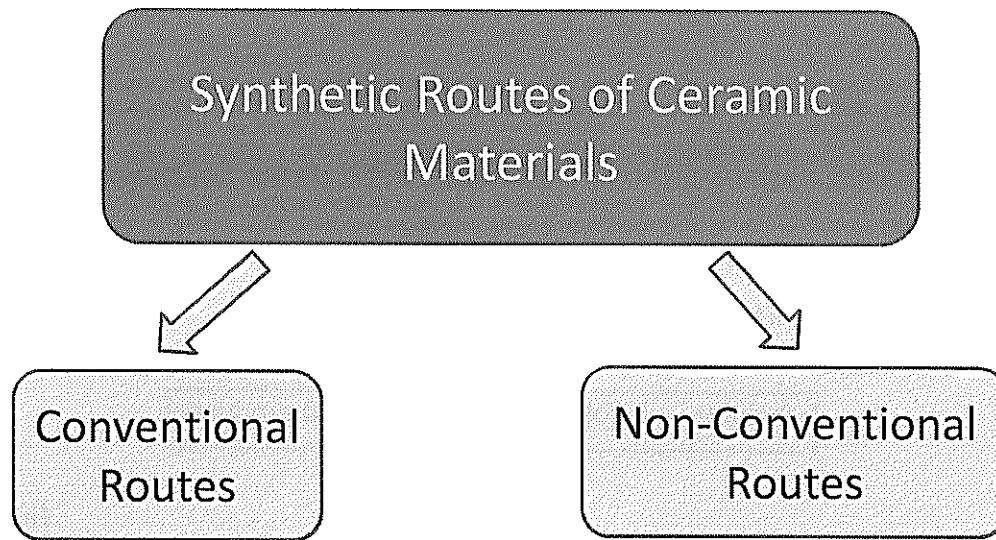 Synthetic Routes of Ceramic
Materials
Conventional
Routes
Non-Conventional
Routes